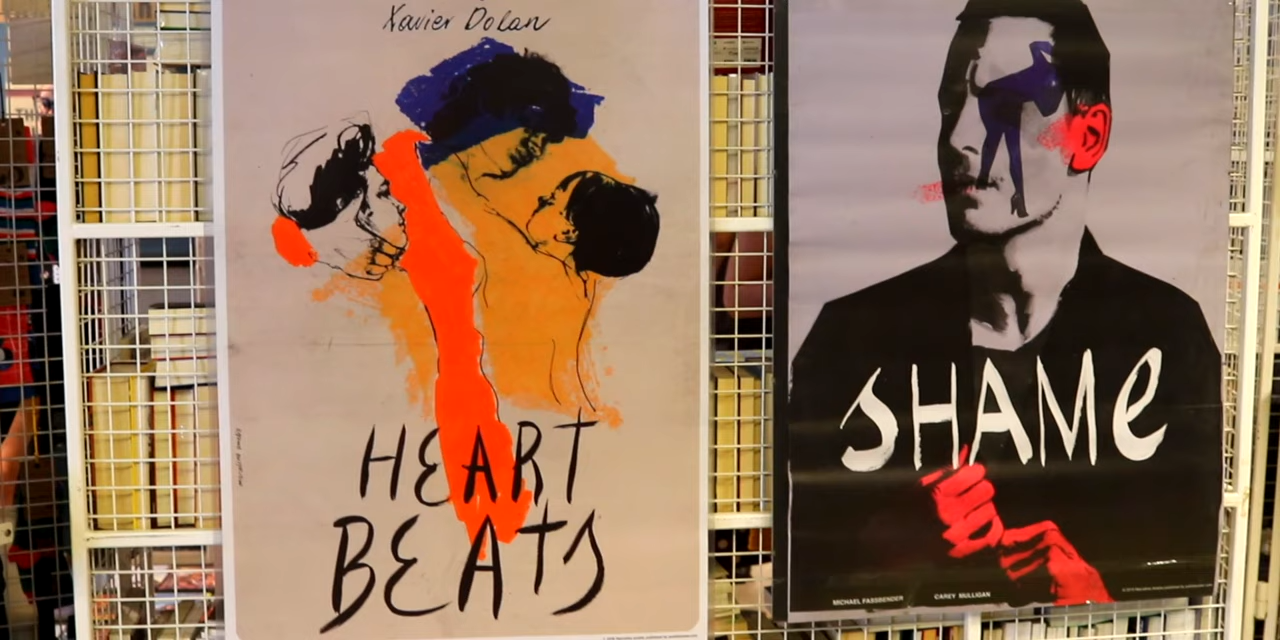 Xavier Dolan
HEART
BEATS
SHAME
MICHAEL FASSBENDER
CAREY MULLIGAN